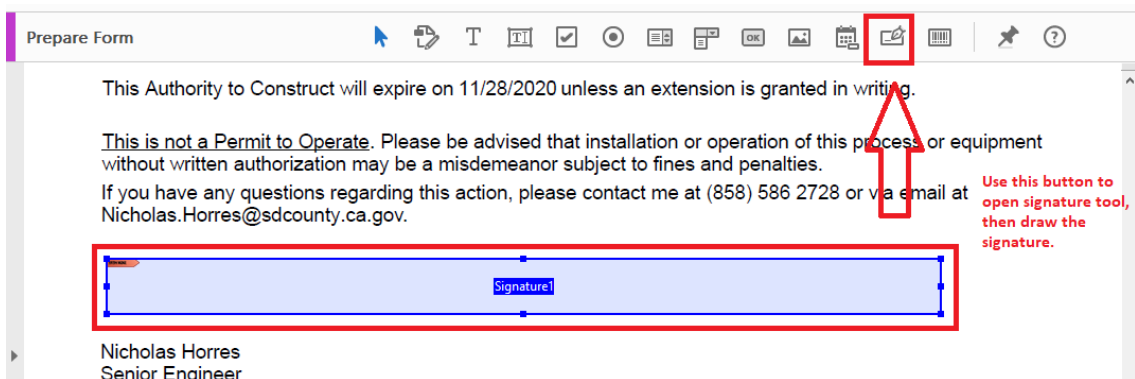 Prepare Form
T
TI
OK
?
This Authority to Construct will expire on 11/28/2020 unless an extension is granted in writing.
This is not a Permit to Operate. Please be advised that installation or operation of this process or equipment
without written authorization may be a misdemeanor subject to fines and penalties.
If you have any questions regarding this action, please contact me at (858) 586 2728 or via email at
Nicholas.Horres@sdcounty.ca.gov.
Use this button to
open signature tool,
then draw the
signature.
Signature1
Nicholas Horres
Senior Engineer